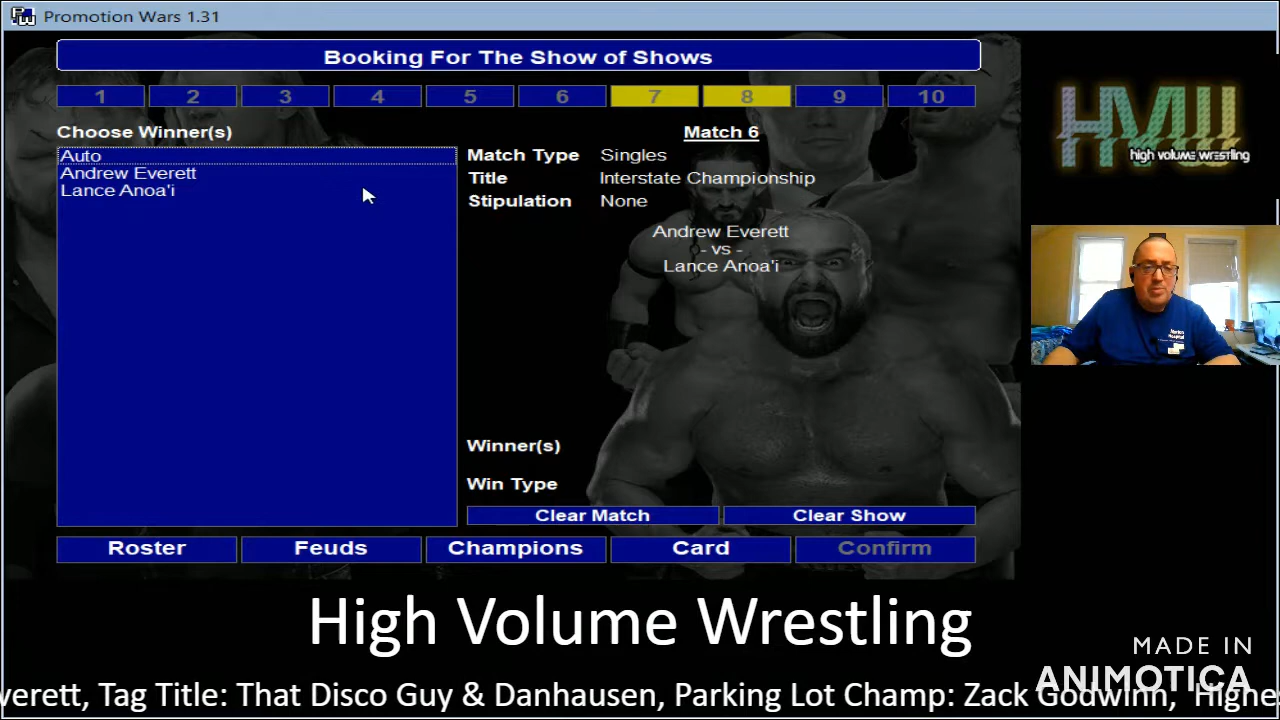 Promotion Wars 1.31
Booking For The Show of Shows
1 2 3 4 5 6 7 8 9 10
Choose Winner(s)
Auto
Andrew Everett
Lance Anoa'i
Match 6
Match Type Singles
Title Interstate Championship
Stipulation None
Andrew Everett
- vs -
Lance Anoa'i
Winner(s)
Win Type
Clear Match Clear Show
Roster Feuds Champions Card Confirm
HVW
high volume wrestling
High Volume Wrestling
MADE IN
ANIMOTICA
verett, Tag Title: That Disco Guy & Danhausen, Parking Lot Champ: Zack Godwinn, Highe